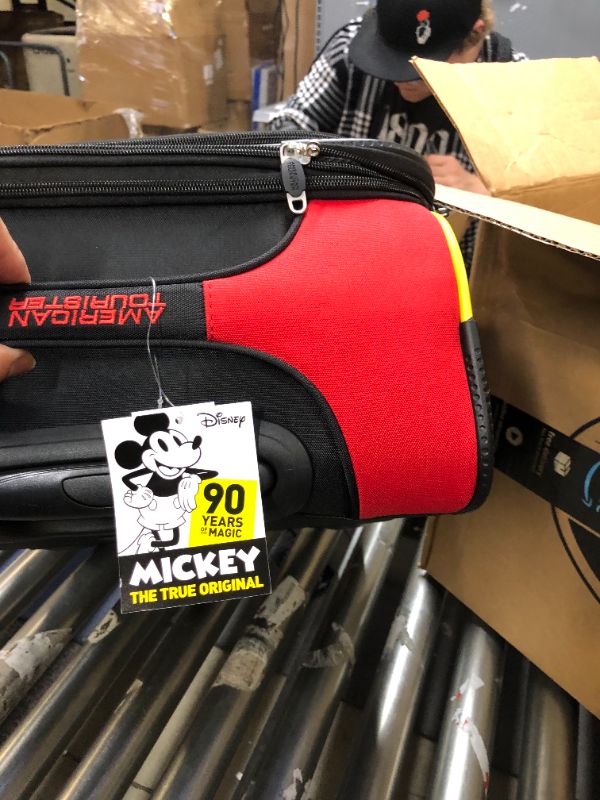 AMERICAN
TOURISTER
Disney
90
YEARS
OF MAGIC
MICKEY
THE TRUE ORIGINAL